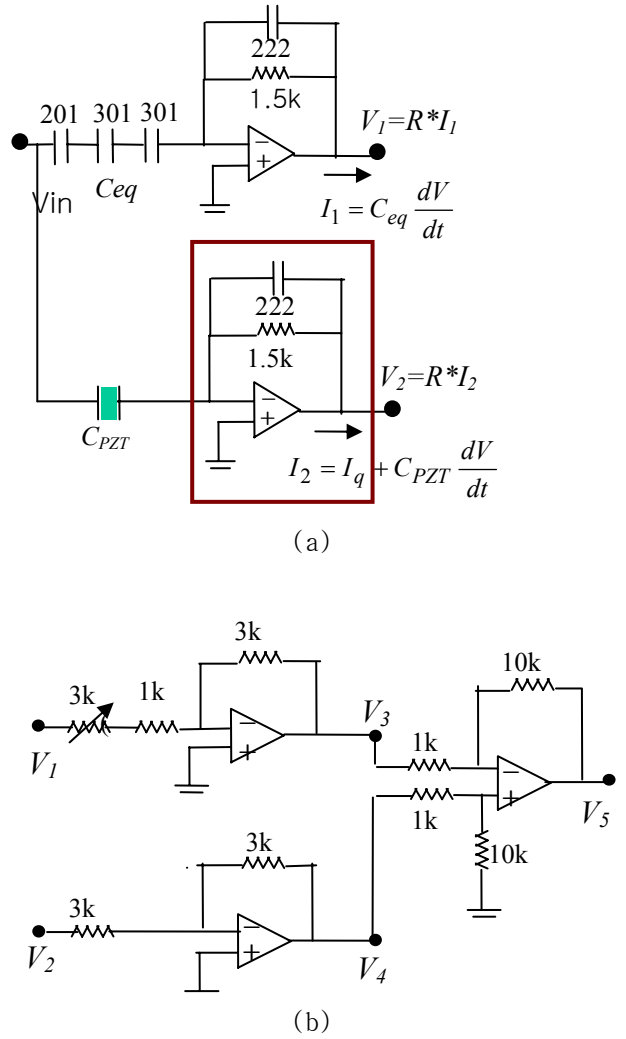 222
1.5k
201 301 301
V1=R*I1
Ceq
Vin
I1 = Ceq dV/dt
222
1.5k
V2=R*I2
CPZT
I2 = Iq + CPZT dV/dt
(a)
3k
10k
3k 1k
V3
1k
V1
1k
V5
3k
10k
3k
V2
V4
(b)